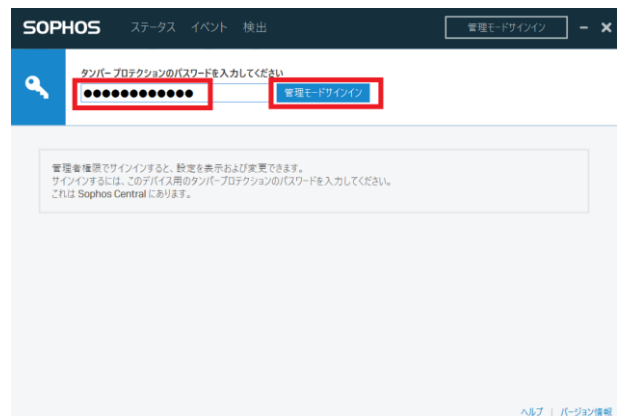 SOPHOS ステータス イベント 検出 管理モードサインイン
タンパー プロテクションのパスワードを入力してください
●●●●●●●●●●●● 管理モードサインイン
管理者権限でサインインすると、設定を表示および変更できます。
サインインするには、このデバイス用のタンパープロテクションのパスワードを入力してください。
これは Sophos Central にあります。
ヘルプ | バージョン情報